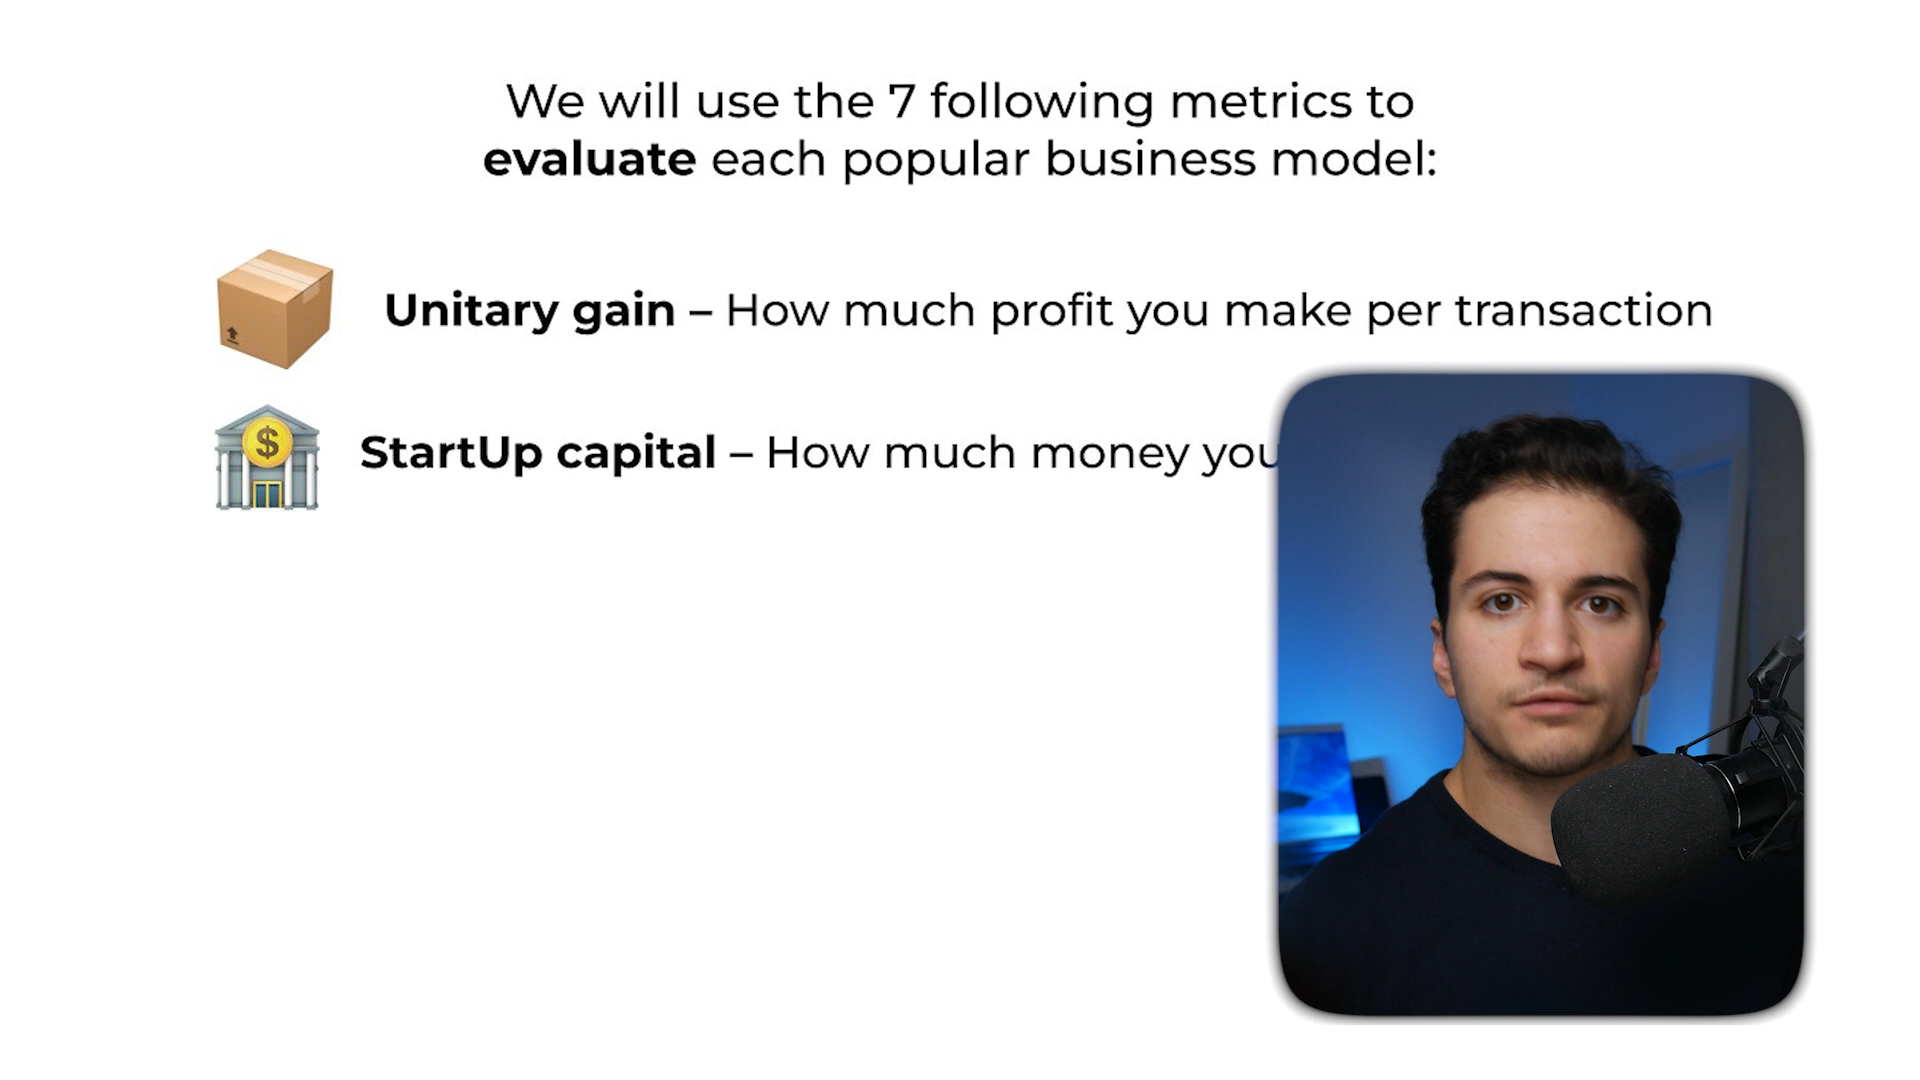 We will use the 7 following metrics to
evaluate each popular business model:
Unitary gain – How much profit you make per transaction
StartUp capital – How much money you